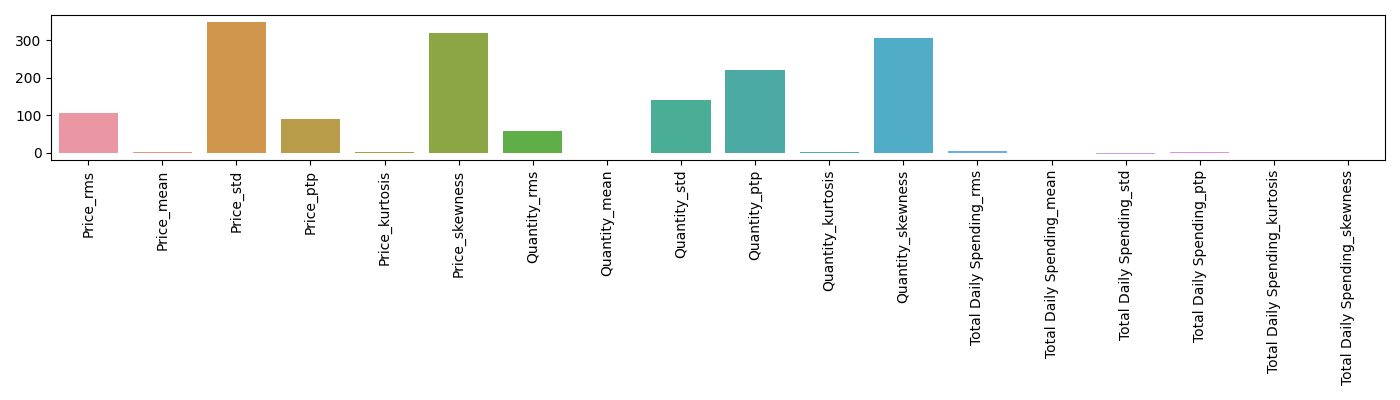 300
200
100
0
Price_rms
Price_mean
Price_std
Price_ptp
Price_kurtosis
Price_skewness
Quantity_rms
Quantity_mean
Quantity_std
Quantity_ptp
Quantity_kurtosis
Quantity_skewness
Total Daily Spending_rms
Total Daily Spending_mean
Total Daily Spending_std
Total Daily Spending_ptp
Total Daily Spending_kurtosis
Total Daily Spending_skewness